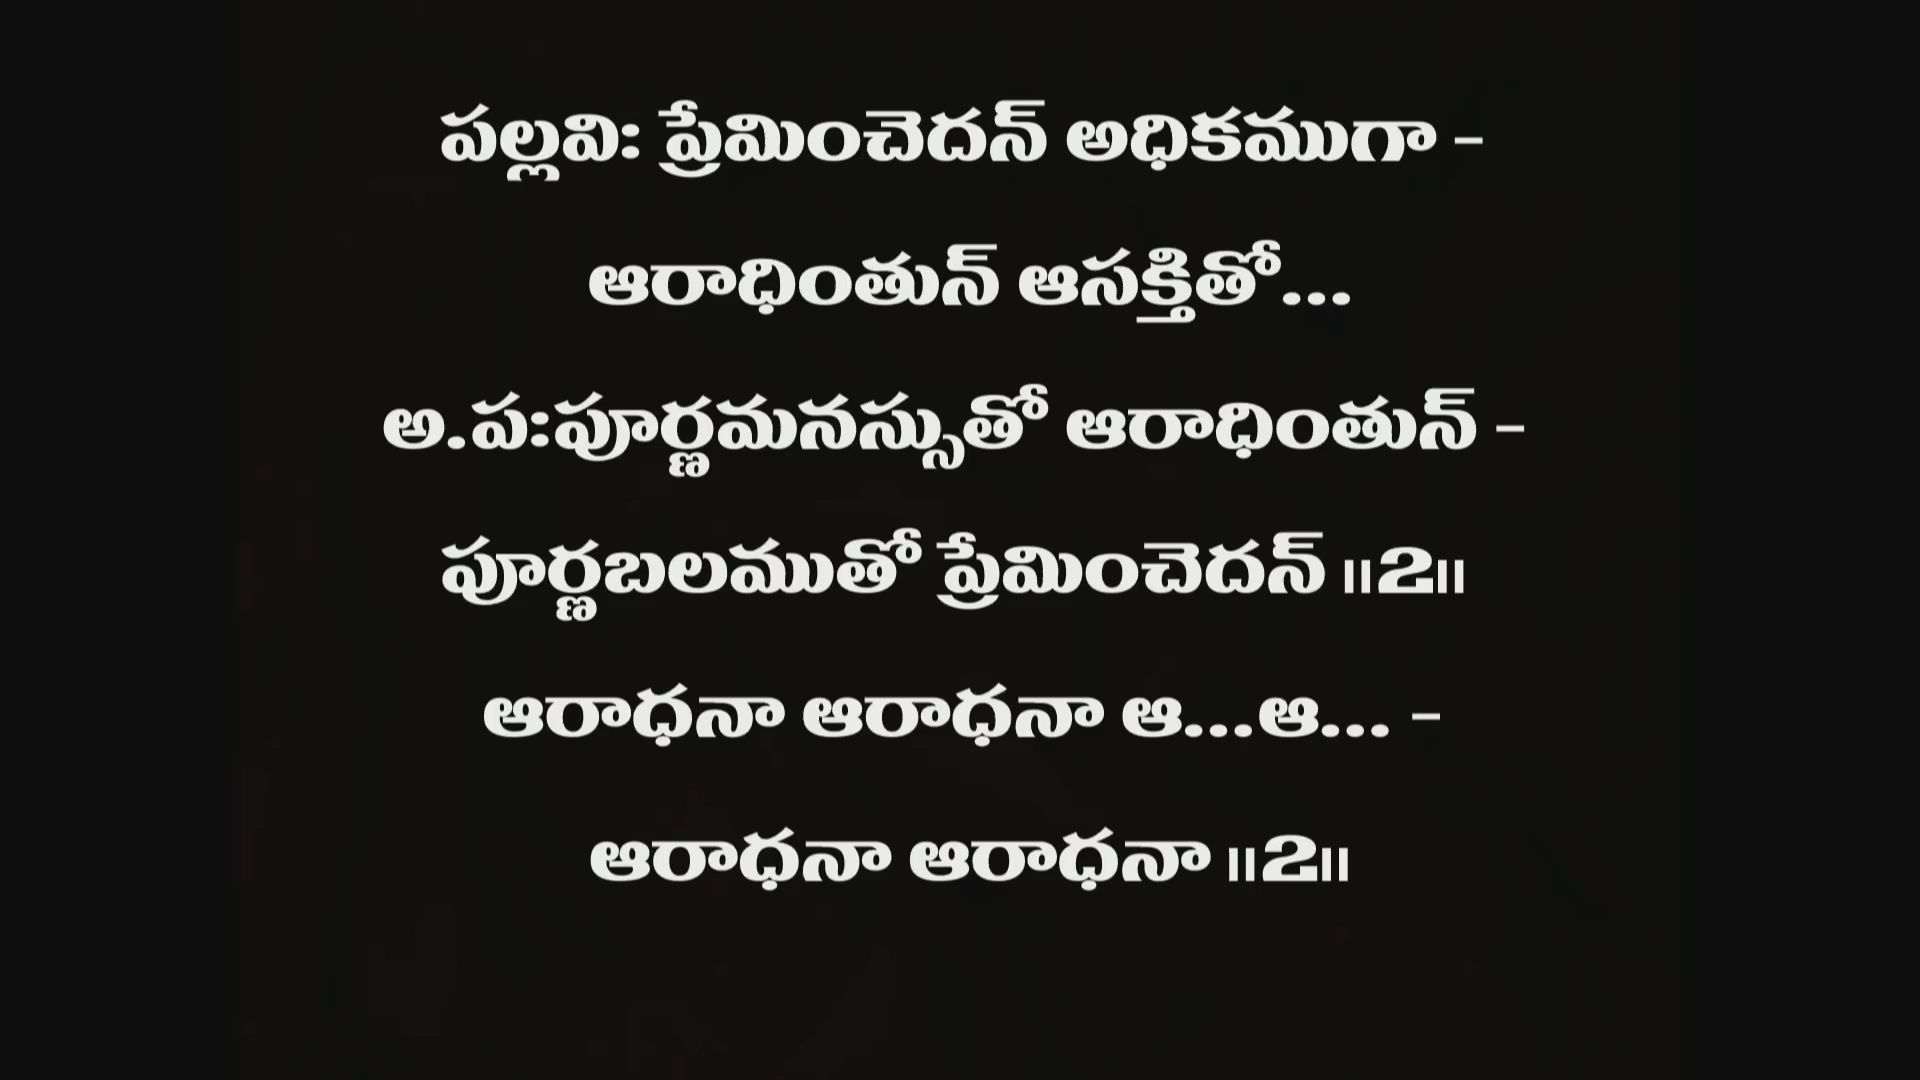 పల్లవి: ప్రేమించెదన్ అధికముగా -
ఆరాధింతున్ ఆసక్తితో...
అ.ప:పూర్ణమనస్సుతో ఆరాధింతున్ -
పూర్ణబలముతో ప్రేమించెదన్ ॥2॥
ఆరాధనా ఆరాధనా ఆ...ఆ... -
ఆరాధనా ఆరాధనా ॥2॥